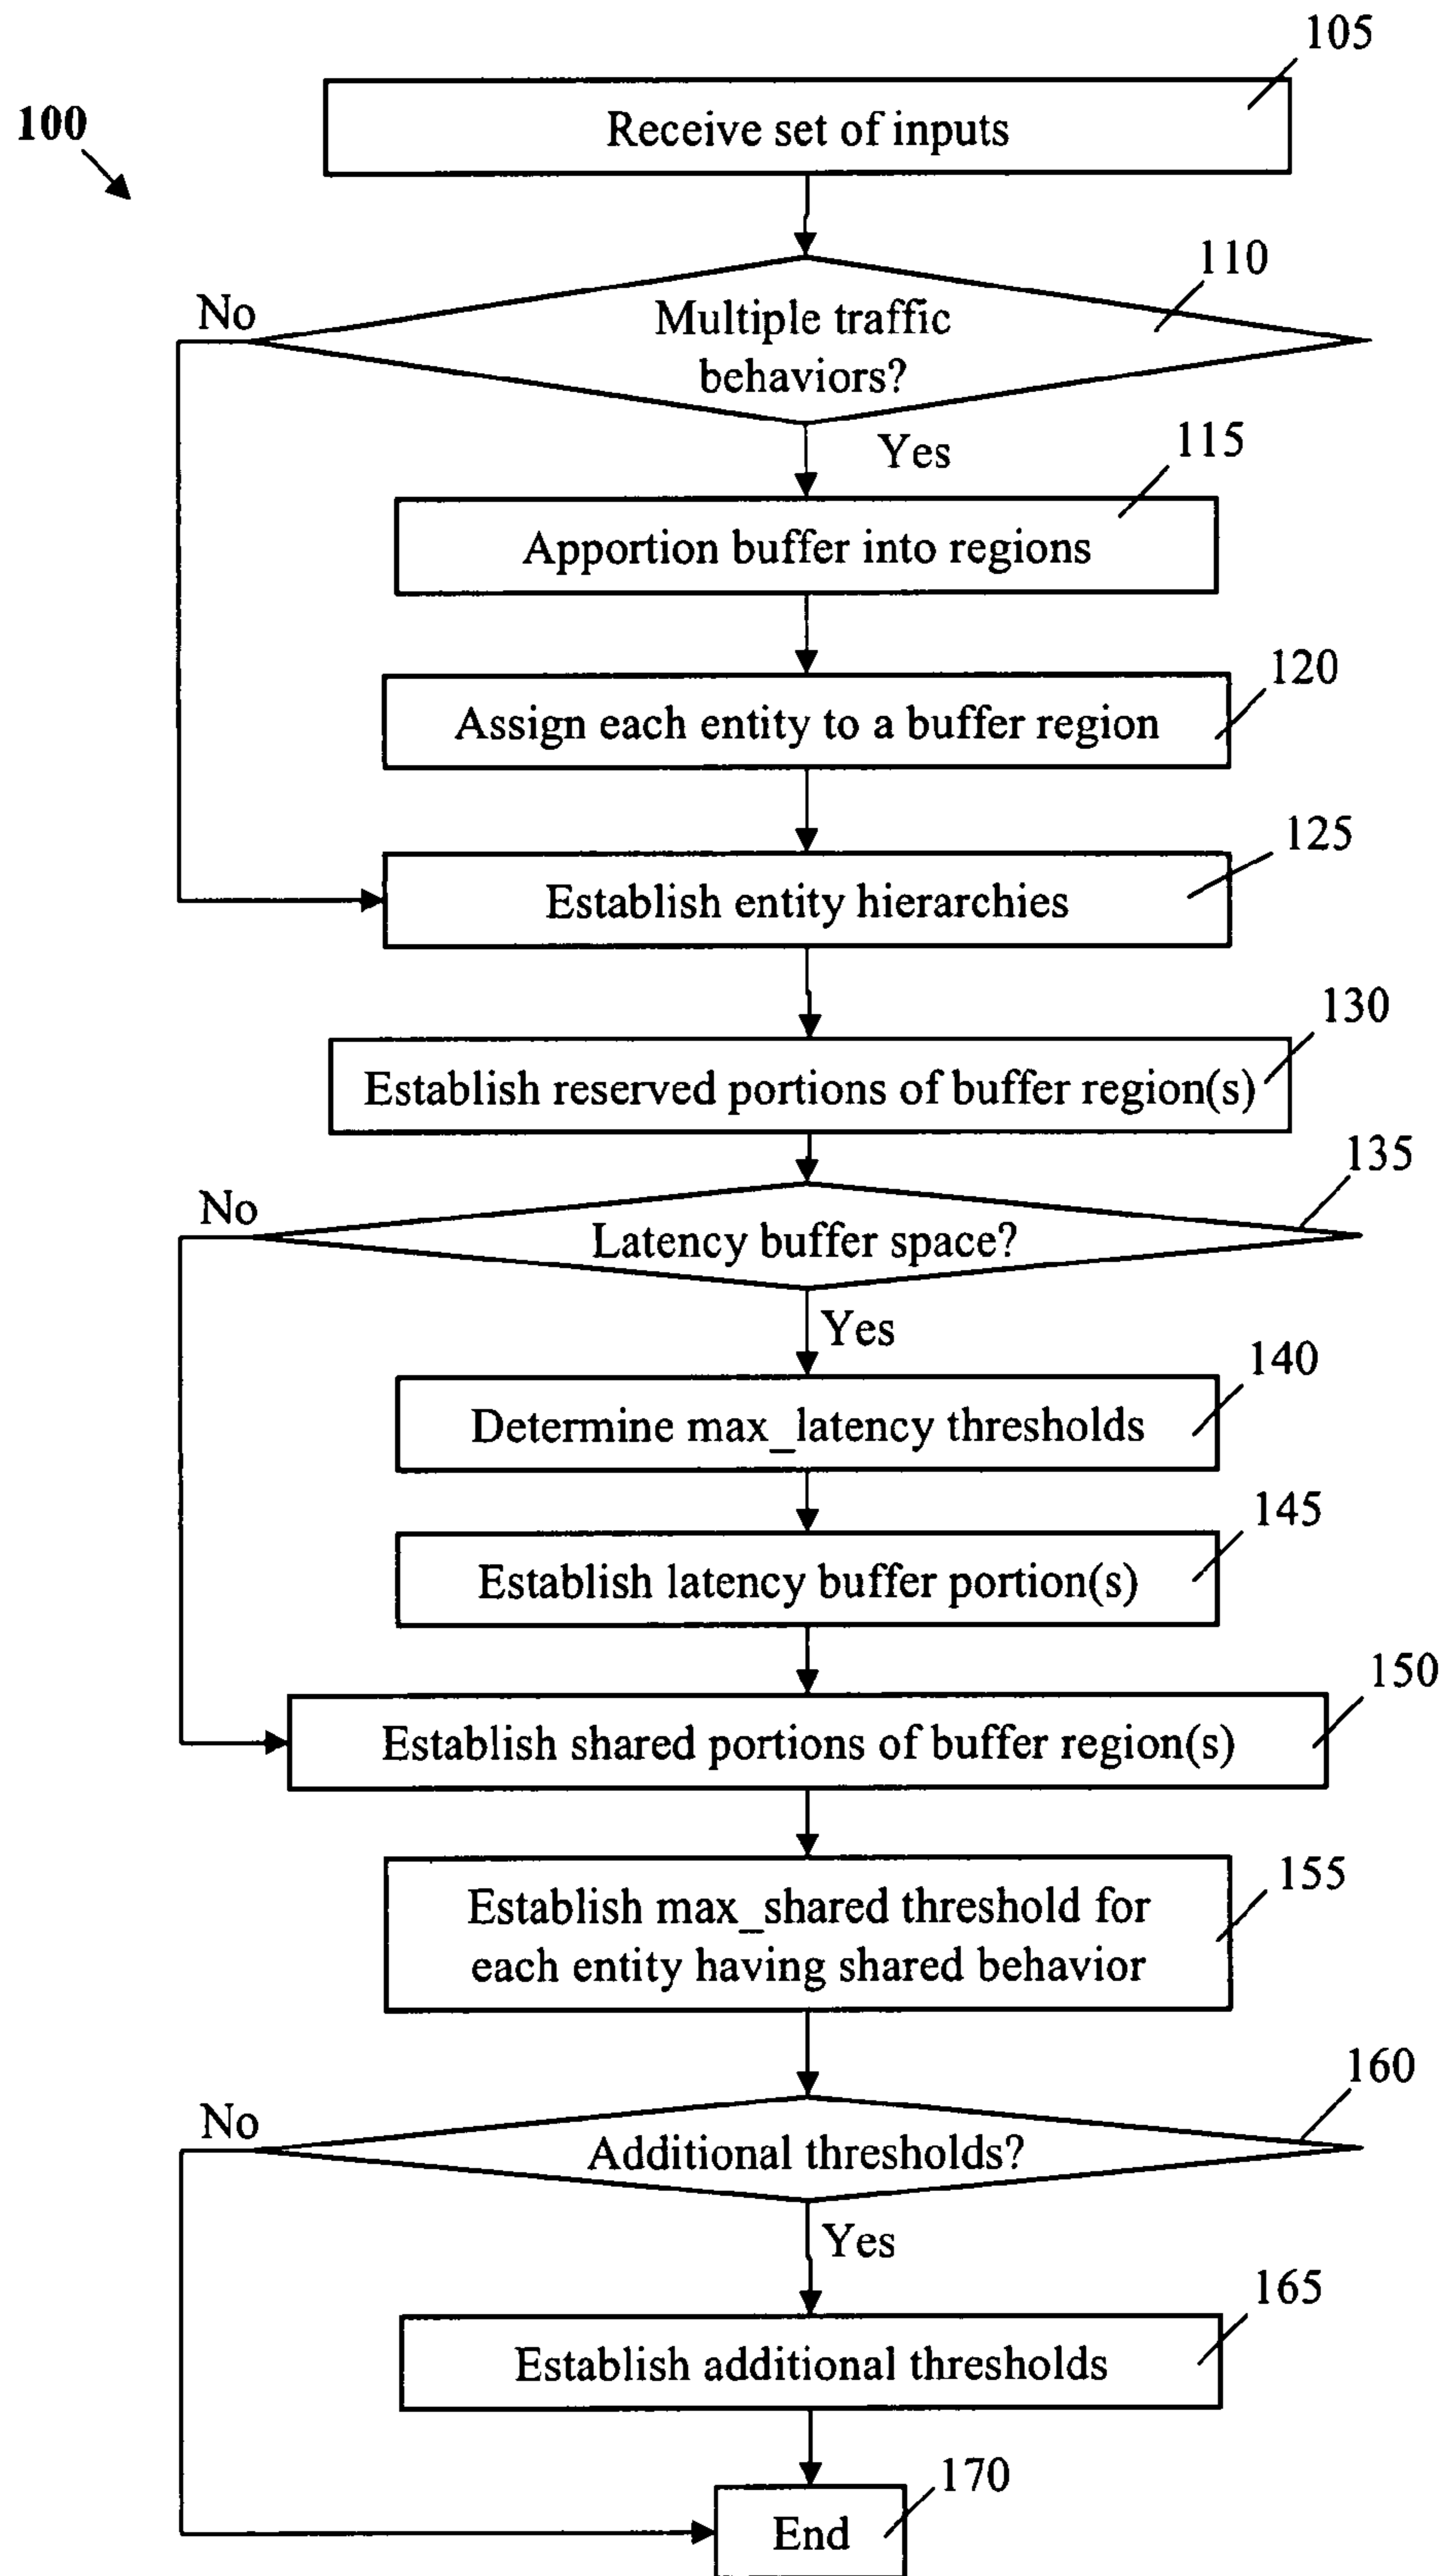 105
100
Receive set of inputs
110
No
Multiple traffic
behaviors?
Yes
115
Apportion buffer into regions
120
Assign each entity to a buffer region
125
Establish entity hierarchies
130
Establish reserved portions of buffer region(s)
135
No
Latency buffer space?
Yes
140
Determine max_latency thresholds
145
Establish latency buffer portion(s)
150
Establish shared portions of buffer region(s)
155
Establish max_shared threshold for
each entity having shared behavior
160
No
Additional thresholds?
Yes
165
Establish additional thresholds
170
End